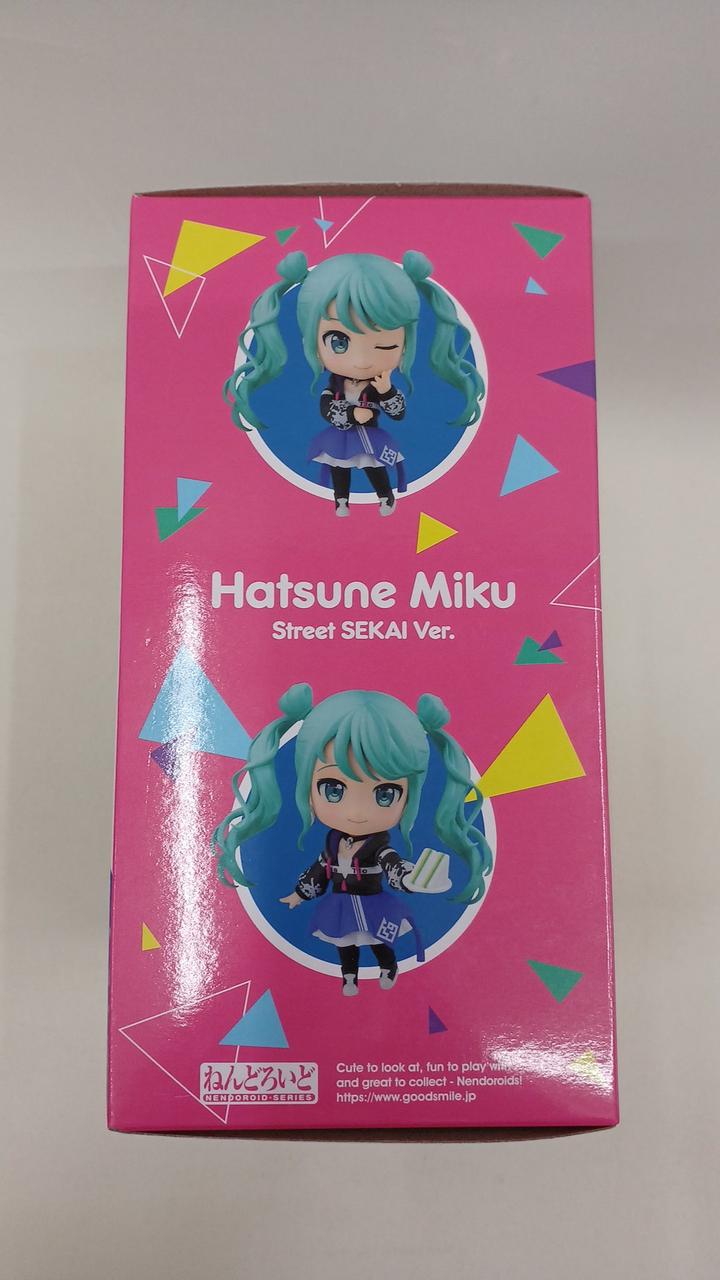 Hatsune Miku
Street SEKAI Ver.
ねんどろいど
NENDOROID-SERIES
Cute to look at, fun to play with
and great to collect - Nendoroids!
https://www.goodsmile.jp